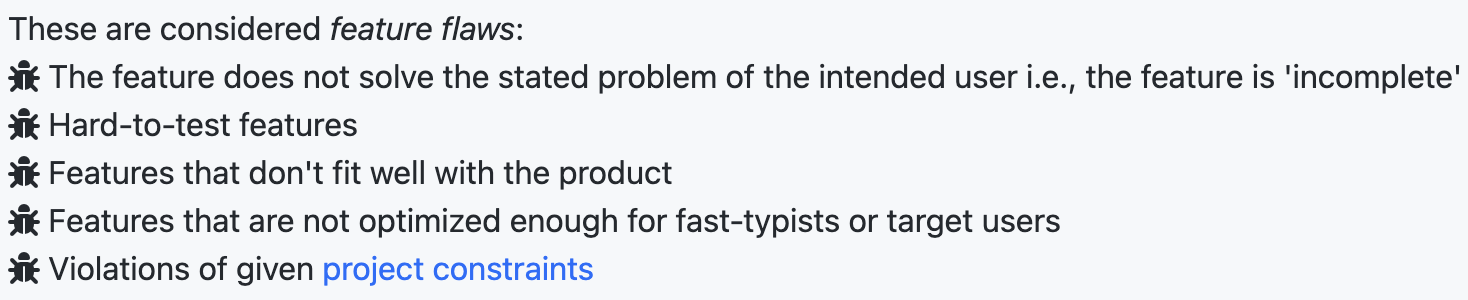 These are considered feature flaws:
The feature does not solve the stated problem of the intended user i.e., the feature is 'incomplete'
Hard-to-test features
Features that don't fit well with the product
Features that are not optimized enough for fast-typists or target users
Violations of given project constraints